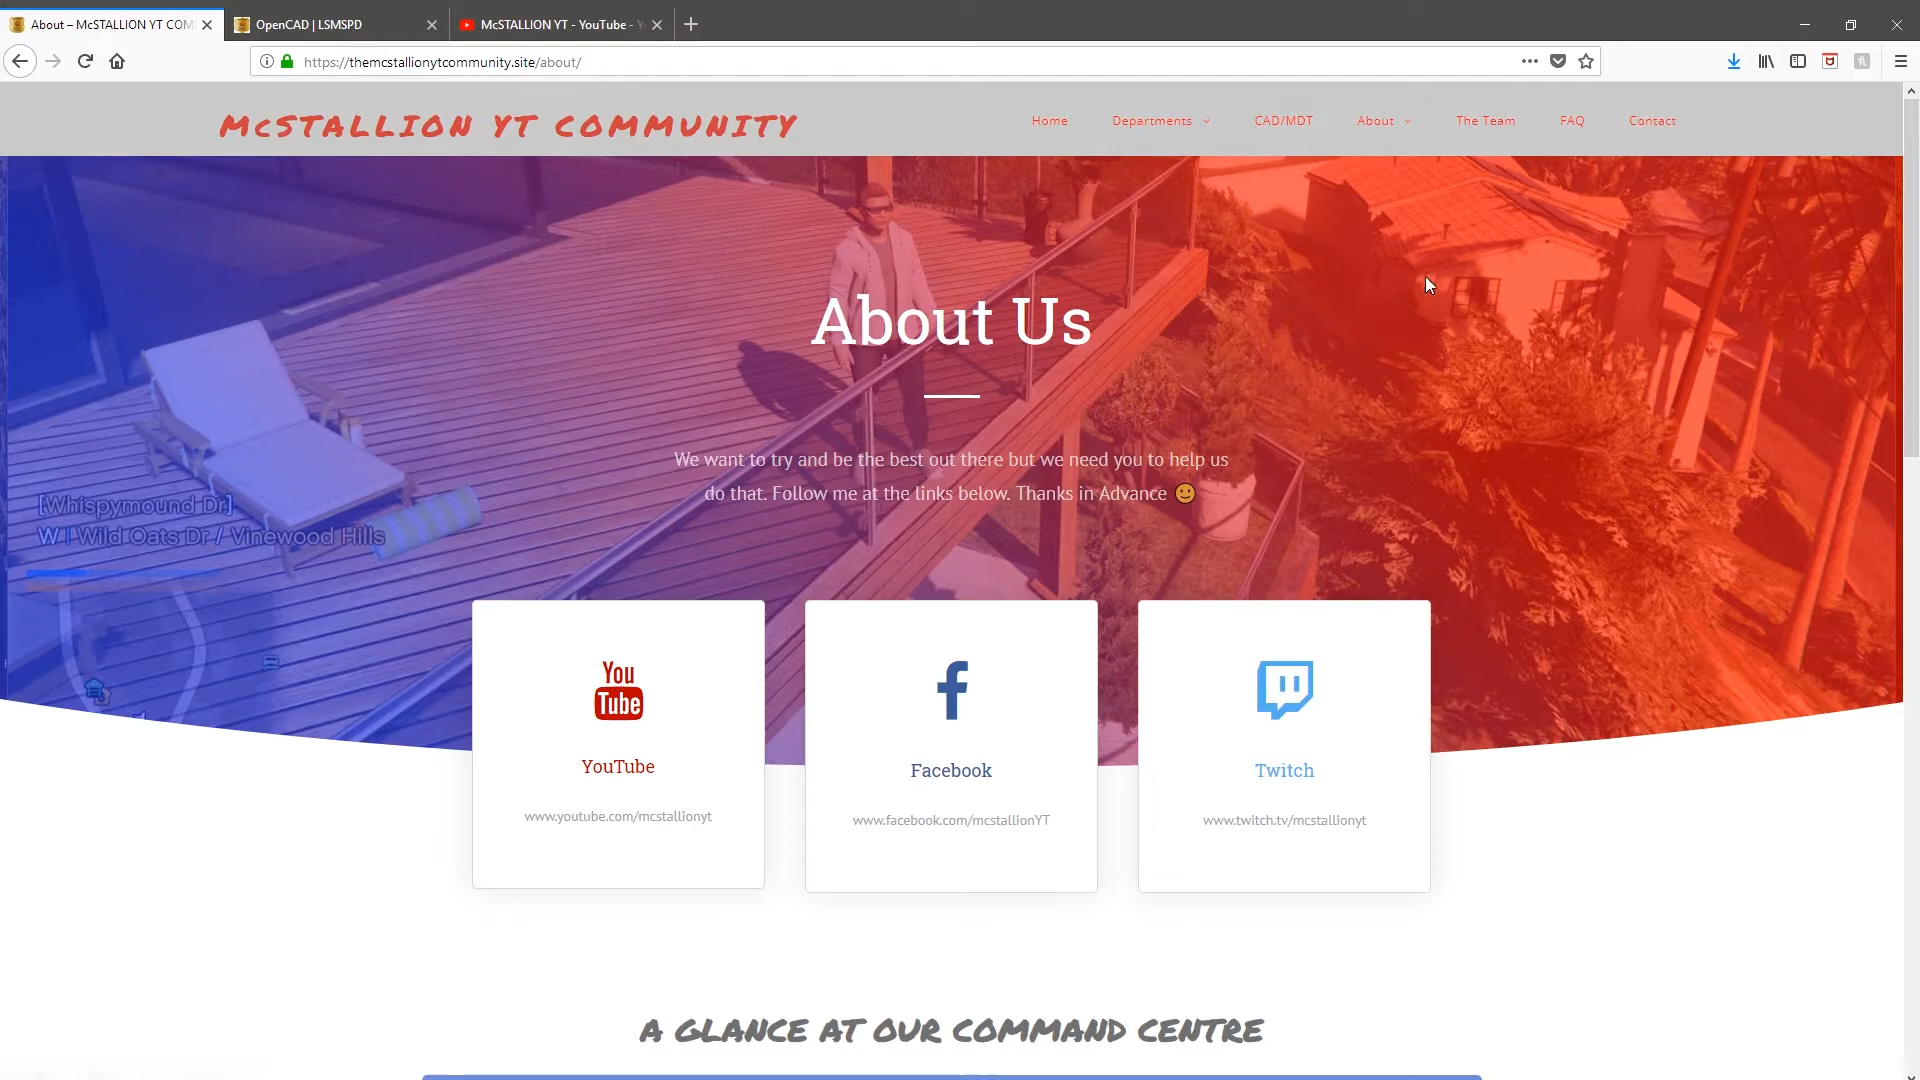 About – McSTALLION YT COM
OpenCAD | LSMSPD
McSTALLION YT - YouTube -
https://themcstallionytcommunity.site/about/
McSTALLION YT COMMUNITY
Home
Departments
CAD/MDT
About
The Team
FAQ
Contact
About Us
We want to try and be the best out there but we need you to help us
do that. Follow me at the links below. Thanks in Advance
[Whispymound Dr]
W | Wild Oats Dr / Vinewood Hills
You
Tube
YouTube
www.youtube.com/mcstallionyt
Facebook
www.facebook.com/mcstallionYT
Twitch
www.twitch.tv/mcstallionyt
A GLANCE AT OUR COMMAND CENTRE